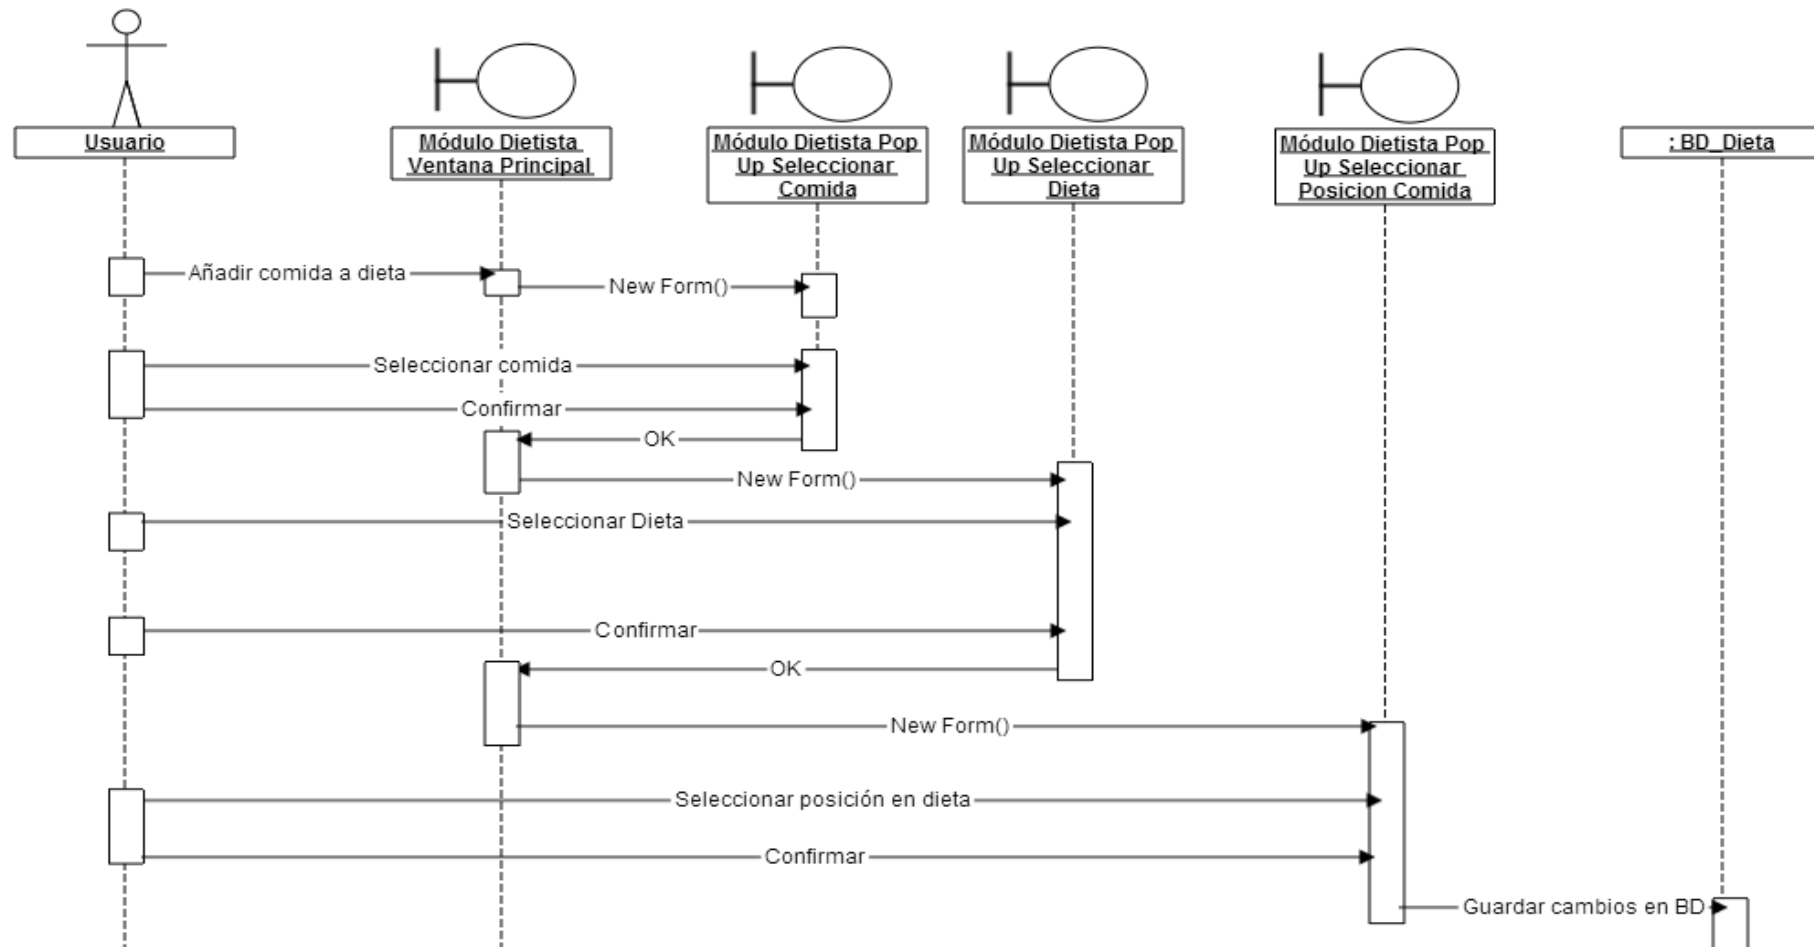 Usuario
Módulo Dietista
Ventana Principal
Módulo Dietista Pop
Up Seleccionar
Comida
Módulo Dietista Pop
Up Seleccionar
Dieta
Módulo Dietista Pop
Up Seleccionar
Posicion Comida
: BD_Dieta
Añadir comida a dieta
New Form()
Seleccionar comida
Confirmar
OK
New Form()
Seleccionar Dieta
Confirmar
OK
New Form()
Seleccionar posición en dieta
Confirmar
Guardar cambios en BD